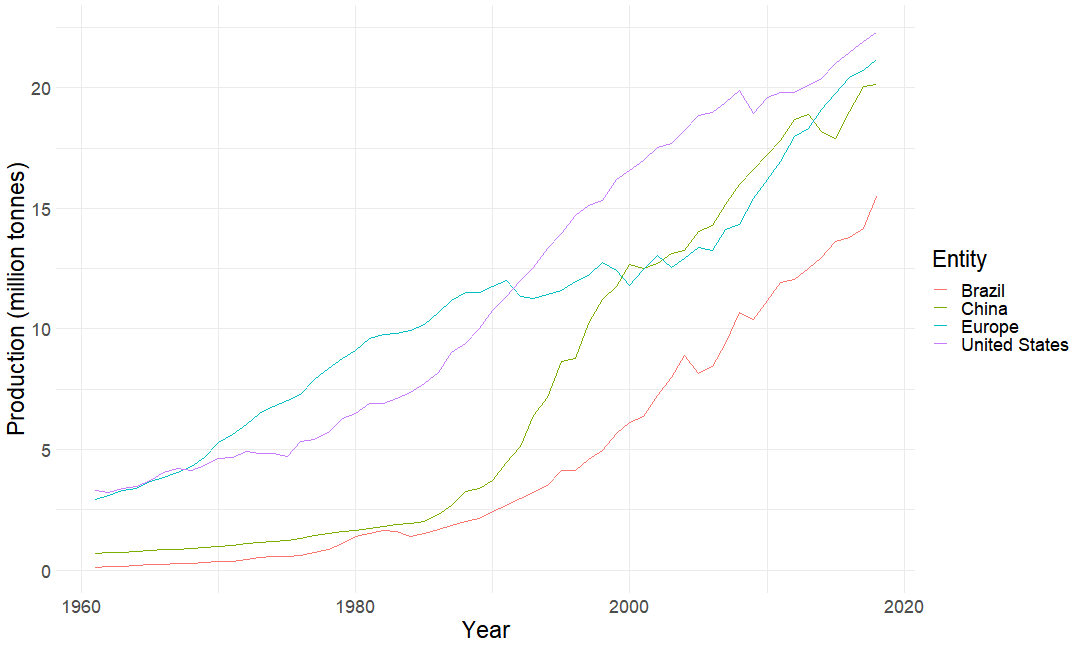 Production (million tonnes)
20
15
10
5
0
1960
1980
2000
2020
Year
Entity
Brazil
China
Europe
United States